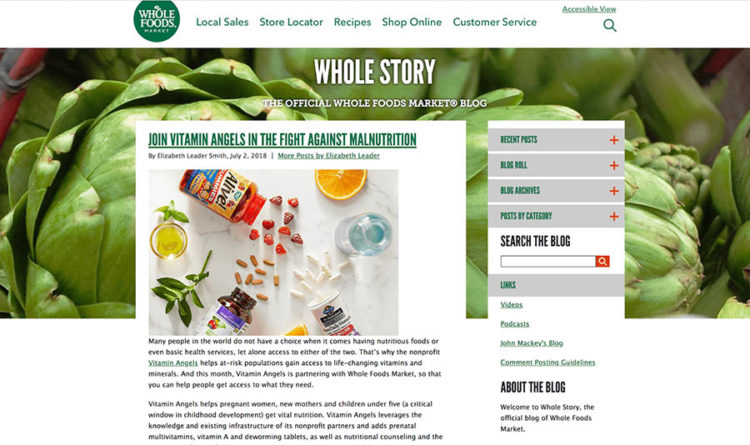 Accessible View
WHOLE
FOODS
MARKET
Local Sales Store Locator Recipes Shop Online Customer Service
WHOLE STORY
THE OFFICIAL WHOLE FOODS MARKET® BLOG
JOIN VITAMIN ANGELS IN THE FIGHT AGAINST MALNUTRITION
By Elizabeth Leader Smith, July 2, 2018 | More Posts by Elizabeth Leader
Alive!
Many people in the world do not have a choice when it comes having nutritious foods or
even basic health services, let alone access to either of the two. That's why the nonprofit
Vitamin Angels helps at-risk populations gain access to life-changing vitamins and
minerals. And this month, Vitamin Angels is partnering with Whole Foods Market, so that
you can help people get access to what they need.
Vitamin Angels helps pregnant women, new mothers and children under five (a critical
window in childhood development) get vital nutrition. Vitamin Angels leverages the
knowledge and existing infrastructure of its nonprofit partners and adds prenatal
multivitamins, vitamin A and deworming tablets, as well as nutritional counseling and the
RECENT POSTS +
BLOG ROLL +
BLOG ARCHIVES +
POSTS BY CATEGORY +
SEARCH THE BLOG
LINKS
Videos
Podcasts
John Mackey's Blog
Comment Posting Guidelines
ABOUT THE BLOG
Welcome to Whole Story, the
official blog of Whole Foods
Market.